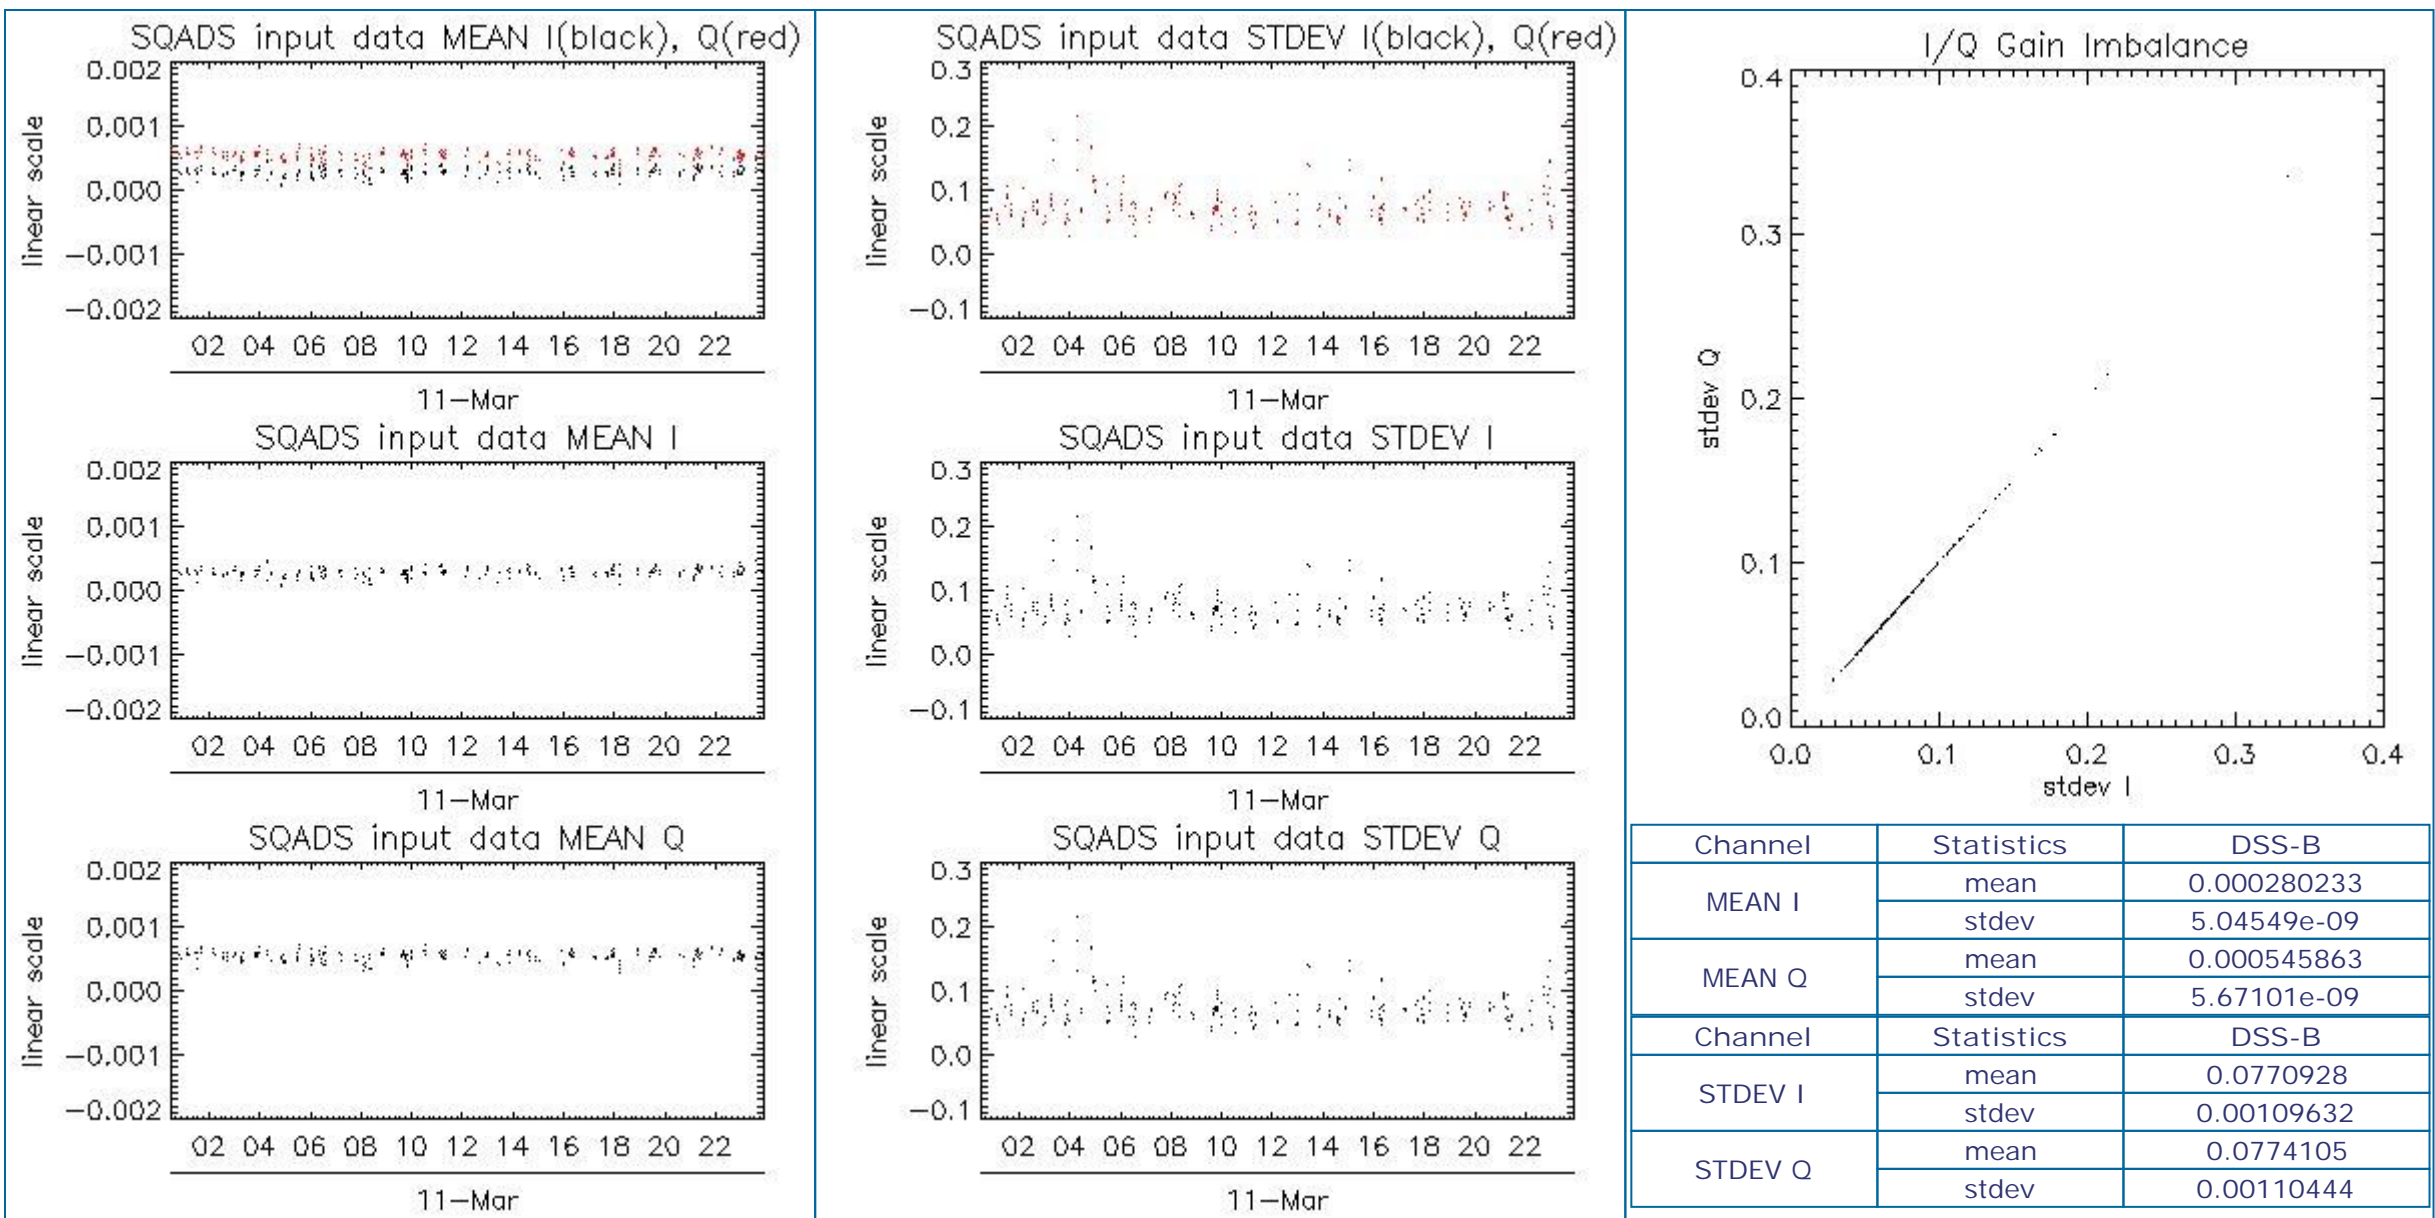 SQADS input data MEAN I(black), Q(red)
0.002
0.001
0.000
−0.001
−0.002
linear scale
02 04 06 08 10 12 14 16 18 20 22
11−Mar
SQADS input data MEAN I
0.002
0.001
0.000
−0.001
−0.002
linear scale
02 04 06 08 10 12 14 16 18 20 22
11−Mar
SQADS input data MEAN Q
0.002
0.001
0.000
−0.001
−0.002
linear scale
02 04 06 08 10 12 14 16 18 20 22
11−Mar
SQADS input data STDEV I(black), Q(red)
0.3
0.2
0.1
0.0
−0.1
linear scale
02 04 06 08 10 12 14 16 18 20 22
11−Mar
SQADS input data STDEV I
0.3
0.2
0.1
0.0
−0.1
linear scale
02 04 06 08 10 12 14 16 18 20 22
11−Mar
SQADS input data STDEV Q
0.3
0.2
0.1
0.0
−0.1
linear scale
02 04 06 08 10 12 14 16 18 20 22
11−Mar
I/Q Gain Imbalance
0.4
0.3
0.2
0.1
0.0
stdev Q
0.0 0.1 0.2 0.3 0.4
stdev I
Channel Statistics DSS-B
MEAN I mean 0.000280233
stdev 5.04549e-09
MEAN Q mean 0.000545863
stdev 5.67101e-09
Channel Statistics DSS-B
STDEV I mean 0.0770928
stdev 0.00109632
STDEV Q mean 0.0774105
stdev 0.00110444